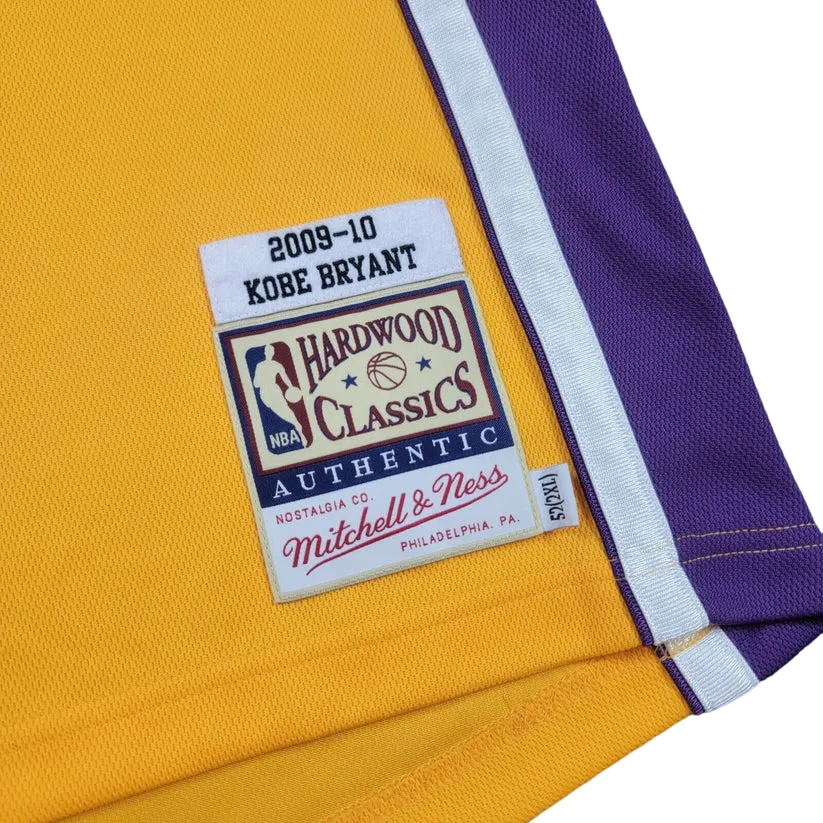 2009-10
KOBE BRYANT
HARDWOOD
CLASSICS
NBA
AUTHENTIC
NOSTALGIA CO.
Mitchell & Ness
PHILADELPHIA, PA.
52(2XL)